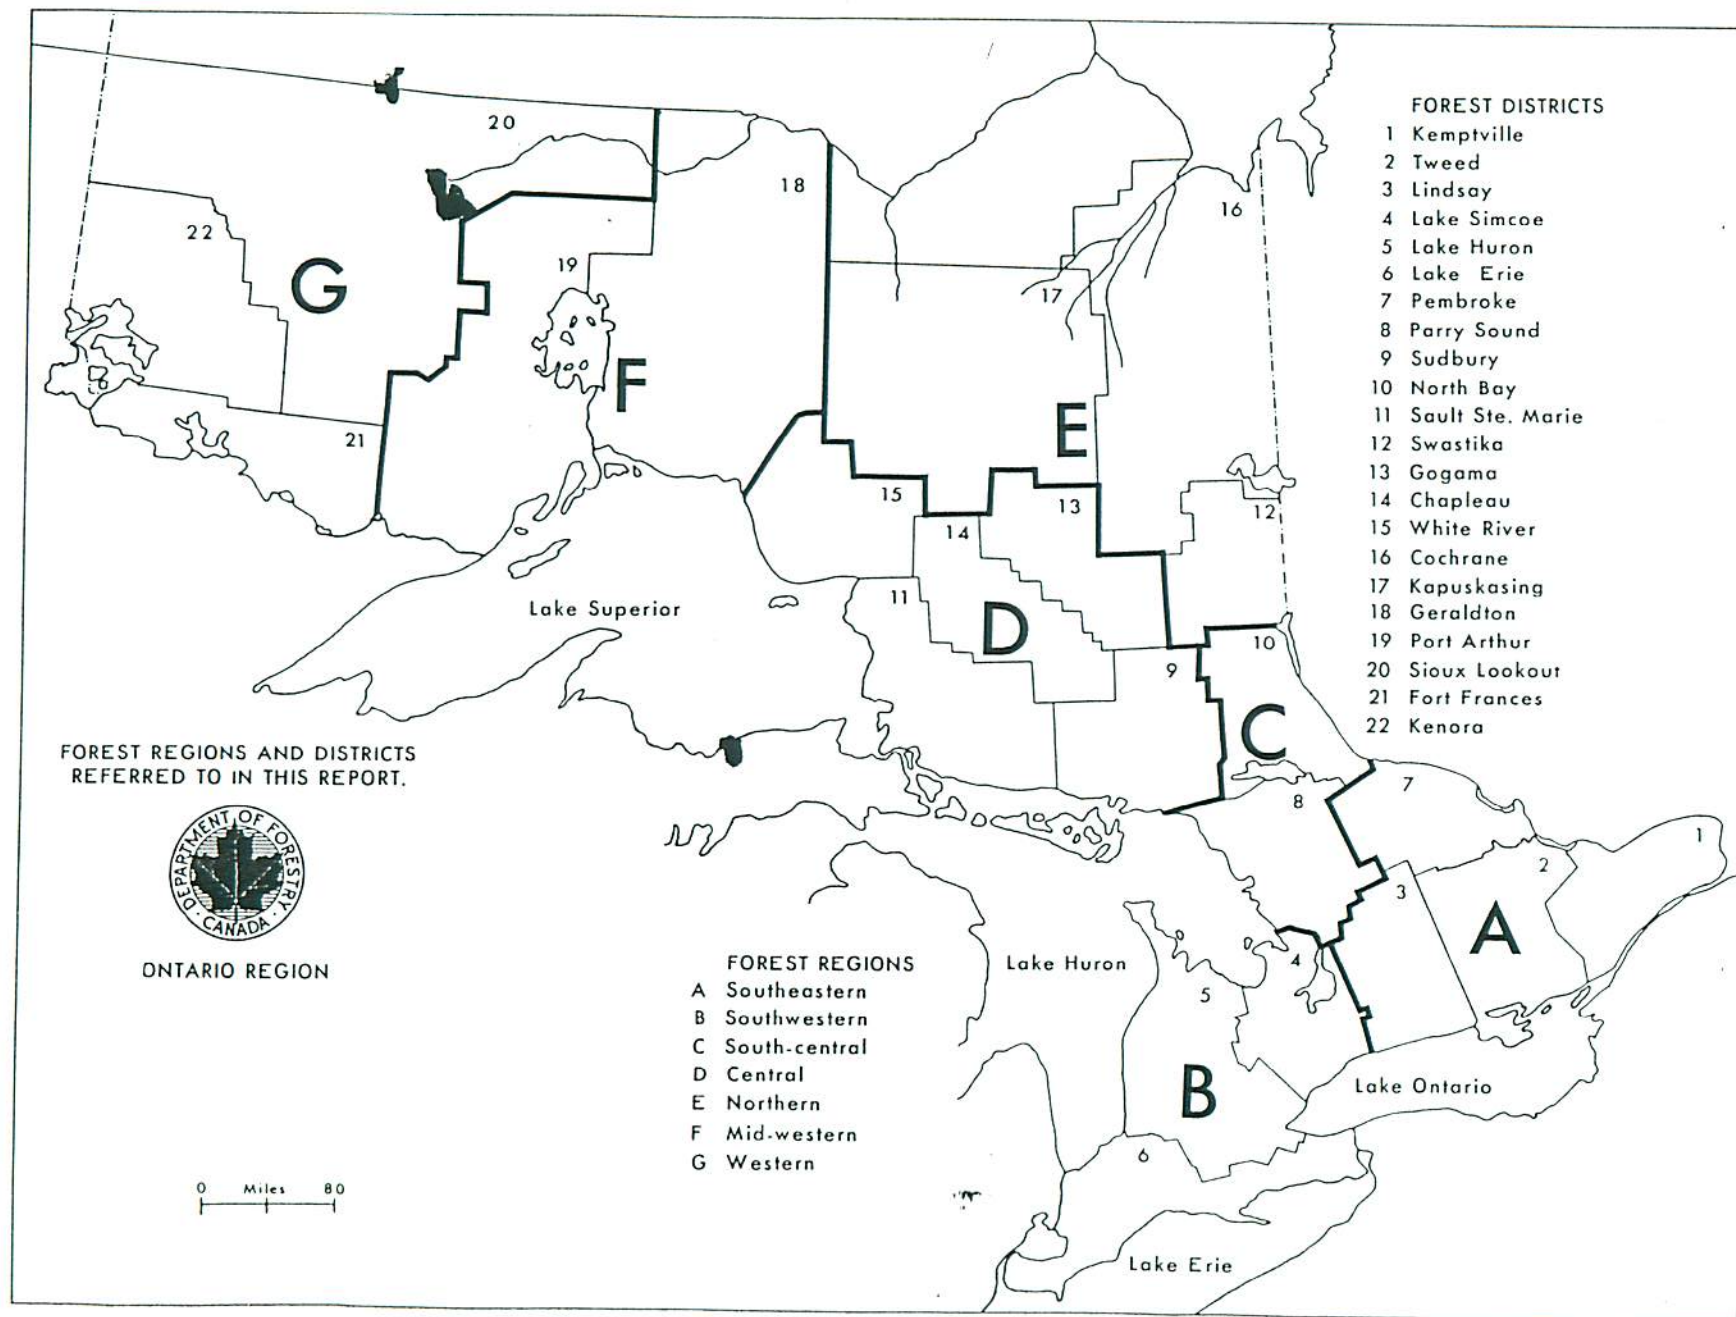 FOREST DISTRICTS
1 Kemptville
2 Tweed
3 Lindsay
4 Lake Simcoe
5 Lake Huron
6 Lake Erie
7 Pembroke
8 Parry Sound
9 Sudbury
10 North Bay
11 Sault Ste. Marie
12 Swastika
13 Gogama
14 Chapleau
15 White River
16 Cochrane
17 Kapuskasing
18 Geraldton
19 Port Arthur
20 Sioux Lookout
21 Fort Frances
22 Kenora
20
18
16
22
G
19
17
F
E
21
15
13
12
14
11
Lake Superior
D
10
9
C
8
7
1
2
3
A
4
5
Lake Huron
B
Lake Ontario
6
Lake Erie
FOREST REGIONS AND DISTRICTS
REFERRED TO IN THIS REPORT.
DEPARTMENT OF FORESTRY
· CANADA ·
ONTARIO REGION
FOREST REGIONS
A Southeastern
B Southwestern
C South-central
D Central
E Northern
F Mid-western
G Western
0 Miles 80